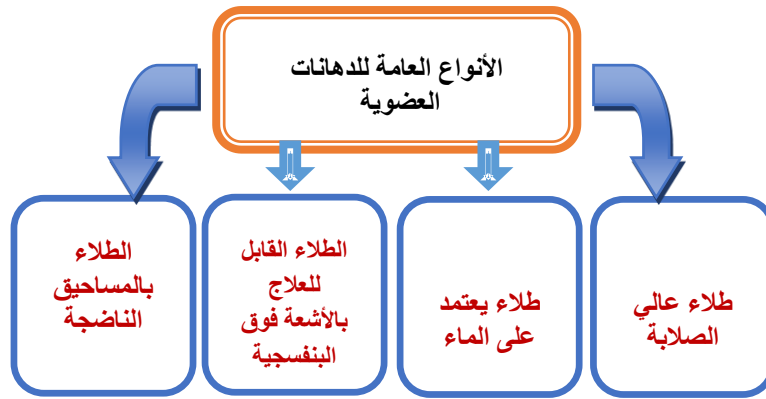 الأنواع العامة للدهانات
العضوية
طلاء عالي
الصلابة
طلاء يعتمد
على الماء
الطلاء القابل
للعلاج
بالأشعة فوق
البنفسجية
الطلاء
بالمساحيق
الناضجة